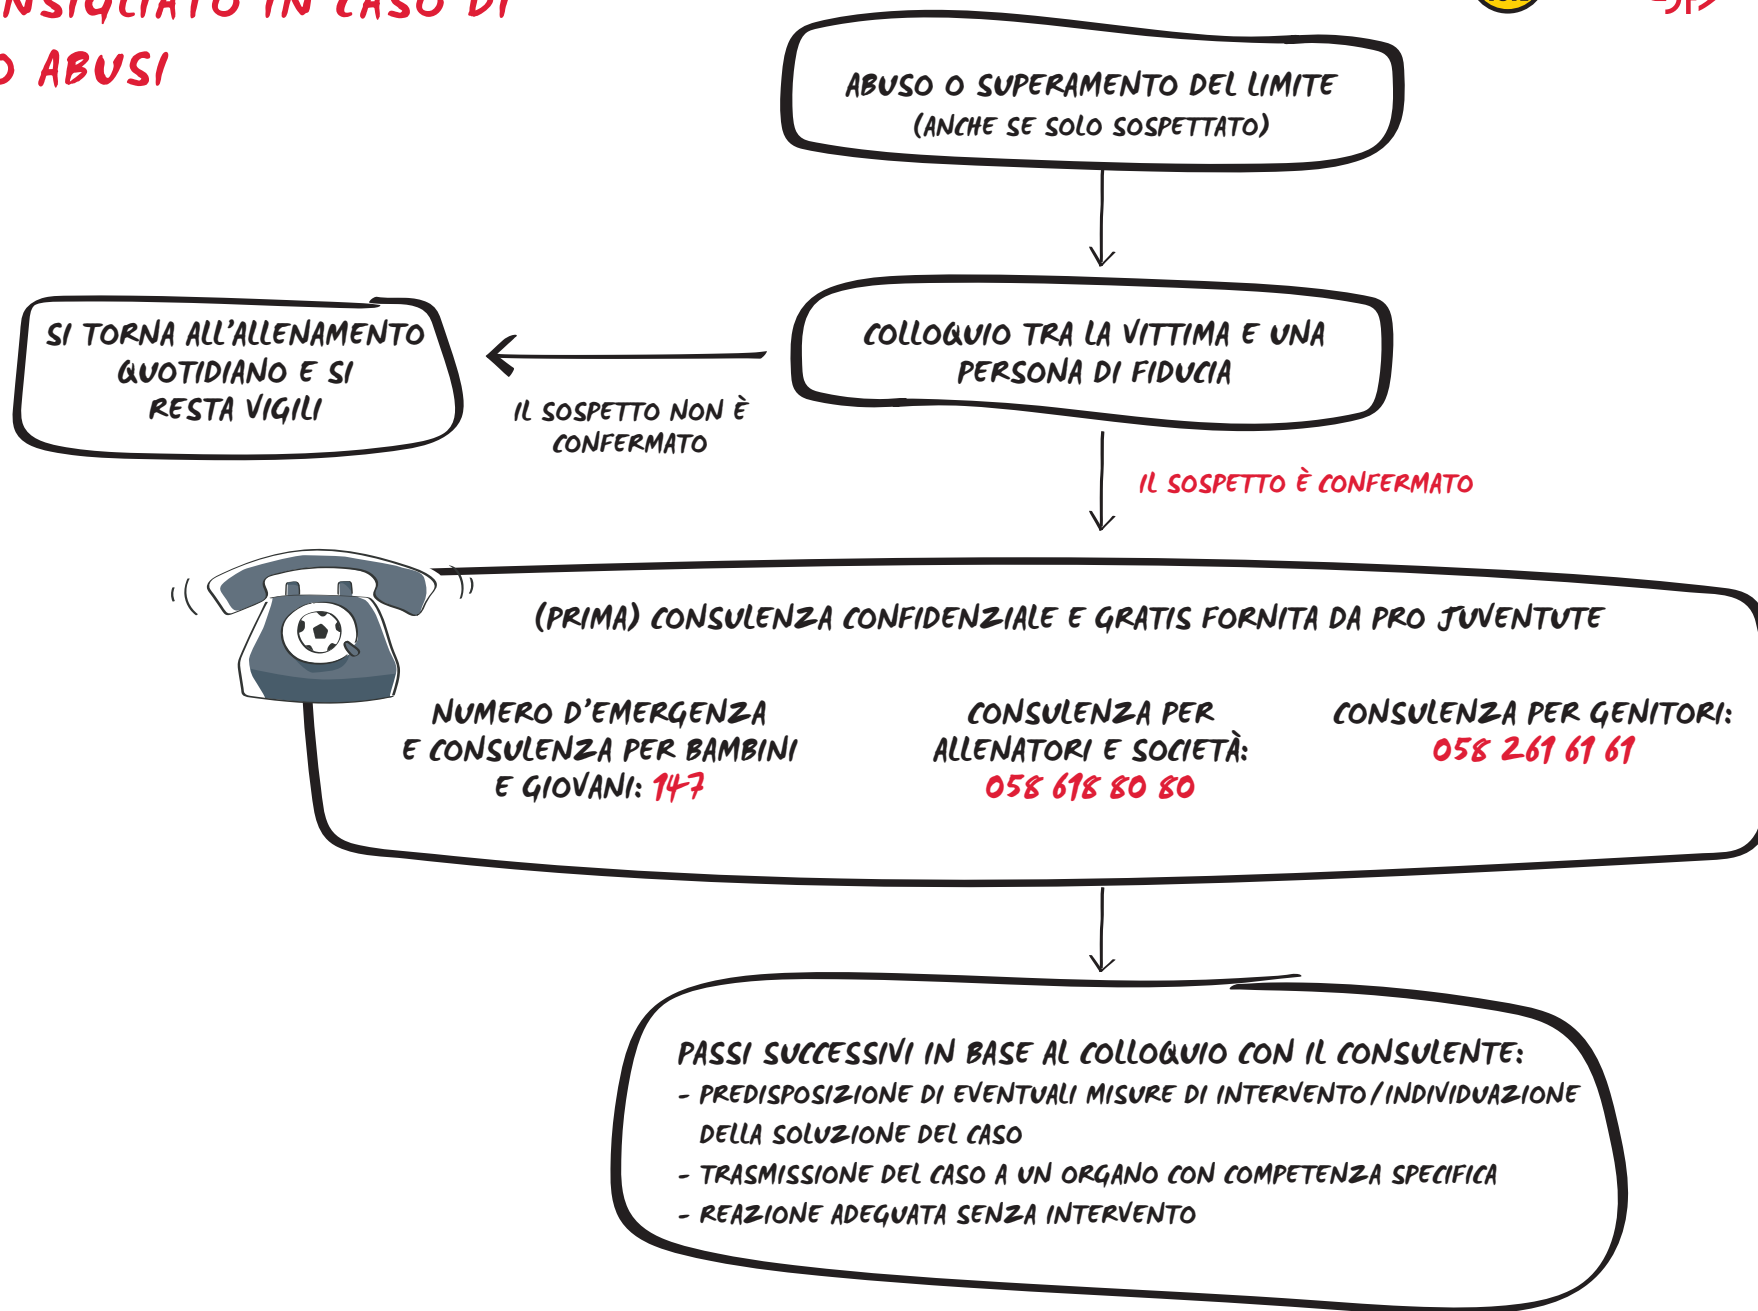 NSIGLIATO IN CASO DI
O ABUSI
ABUSO O SUPERAMENTO DEL LIMITE
(ANCHE SE SOLO SOSPETTATO)
SI TORNA ALL'ALLENAMENTO
QUOTIDIANO E SI
RESTA VIGILI
IL SOSPETTO NON È
CONFERMATO
COLLOQUIO TRA LA VITTIMA E UNA
PERSONA DI FIDUCIA
IL SOSPETTO È CONFERMATO
(PRIMA) CONSULENZA CONFIDENZIALE E GRATIS FORNITA DA PRO JUVENTUTE
NUMERO D'EMERGENZA
E CONSULENZA PER BAMBINI
E GIOVANI: 147
CONSULENZA PER
ALLENATORI E SOCIETÀ:
058 618 80 80
CONSULENZA PER GENITORI:
058 261 61 61
PASSI SUCCESSIVI IN BASE AL COLLOQUIO CON IL CONSULENTE:
- PREDISPOSIZIONE DI EVENTUALI MISURE DI INTERVENTO/INDIVIDUAZIONE
DELLA SOLUZIONE DEL CASO
- TRASMISSIONE DEL CASO A UN ORGANO CON COMPETENZA SPECIFICA
- REAZIONE ADEGUATA SENZA INTERVENTO